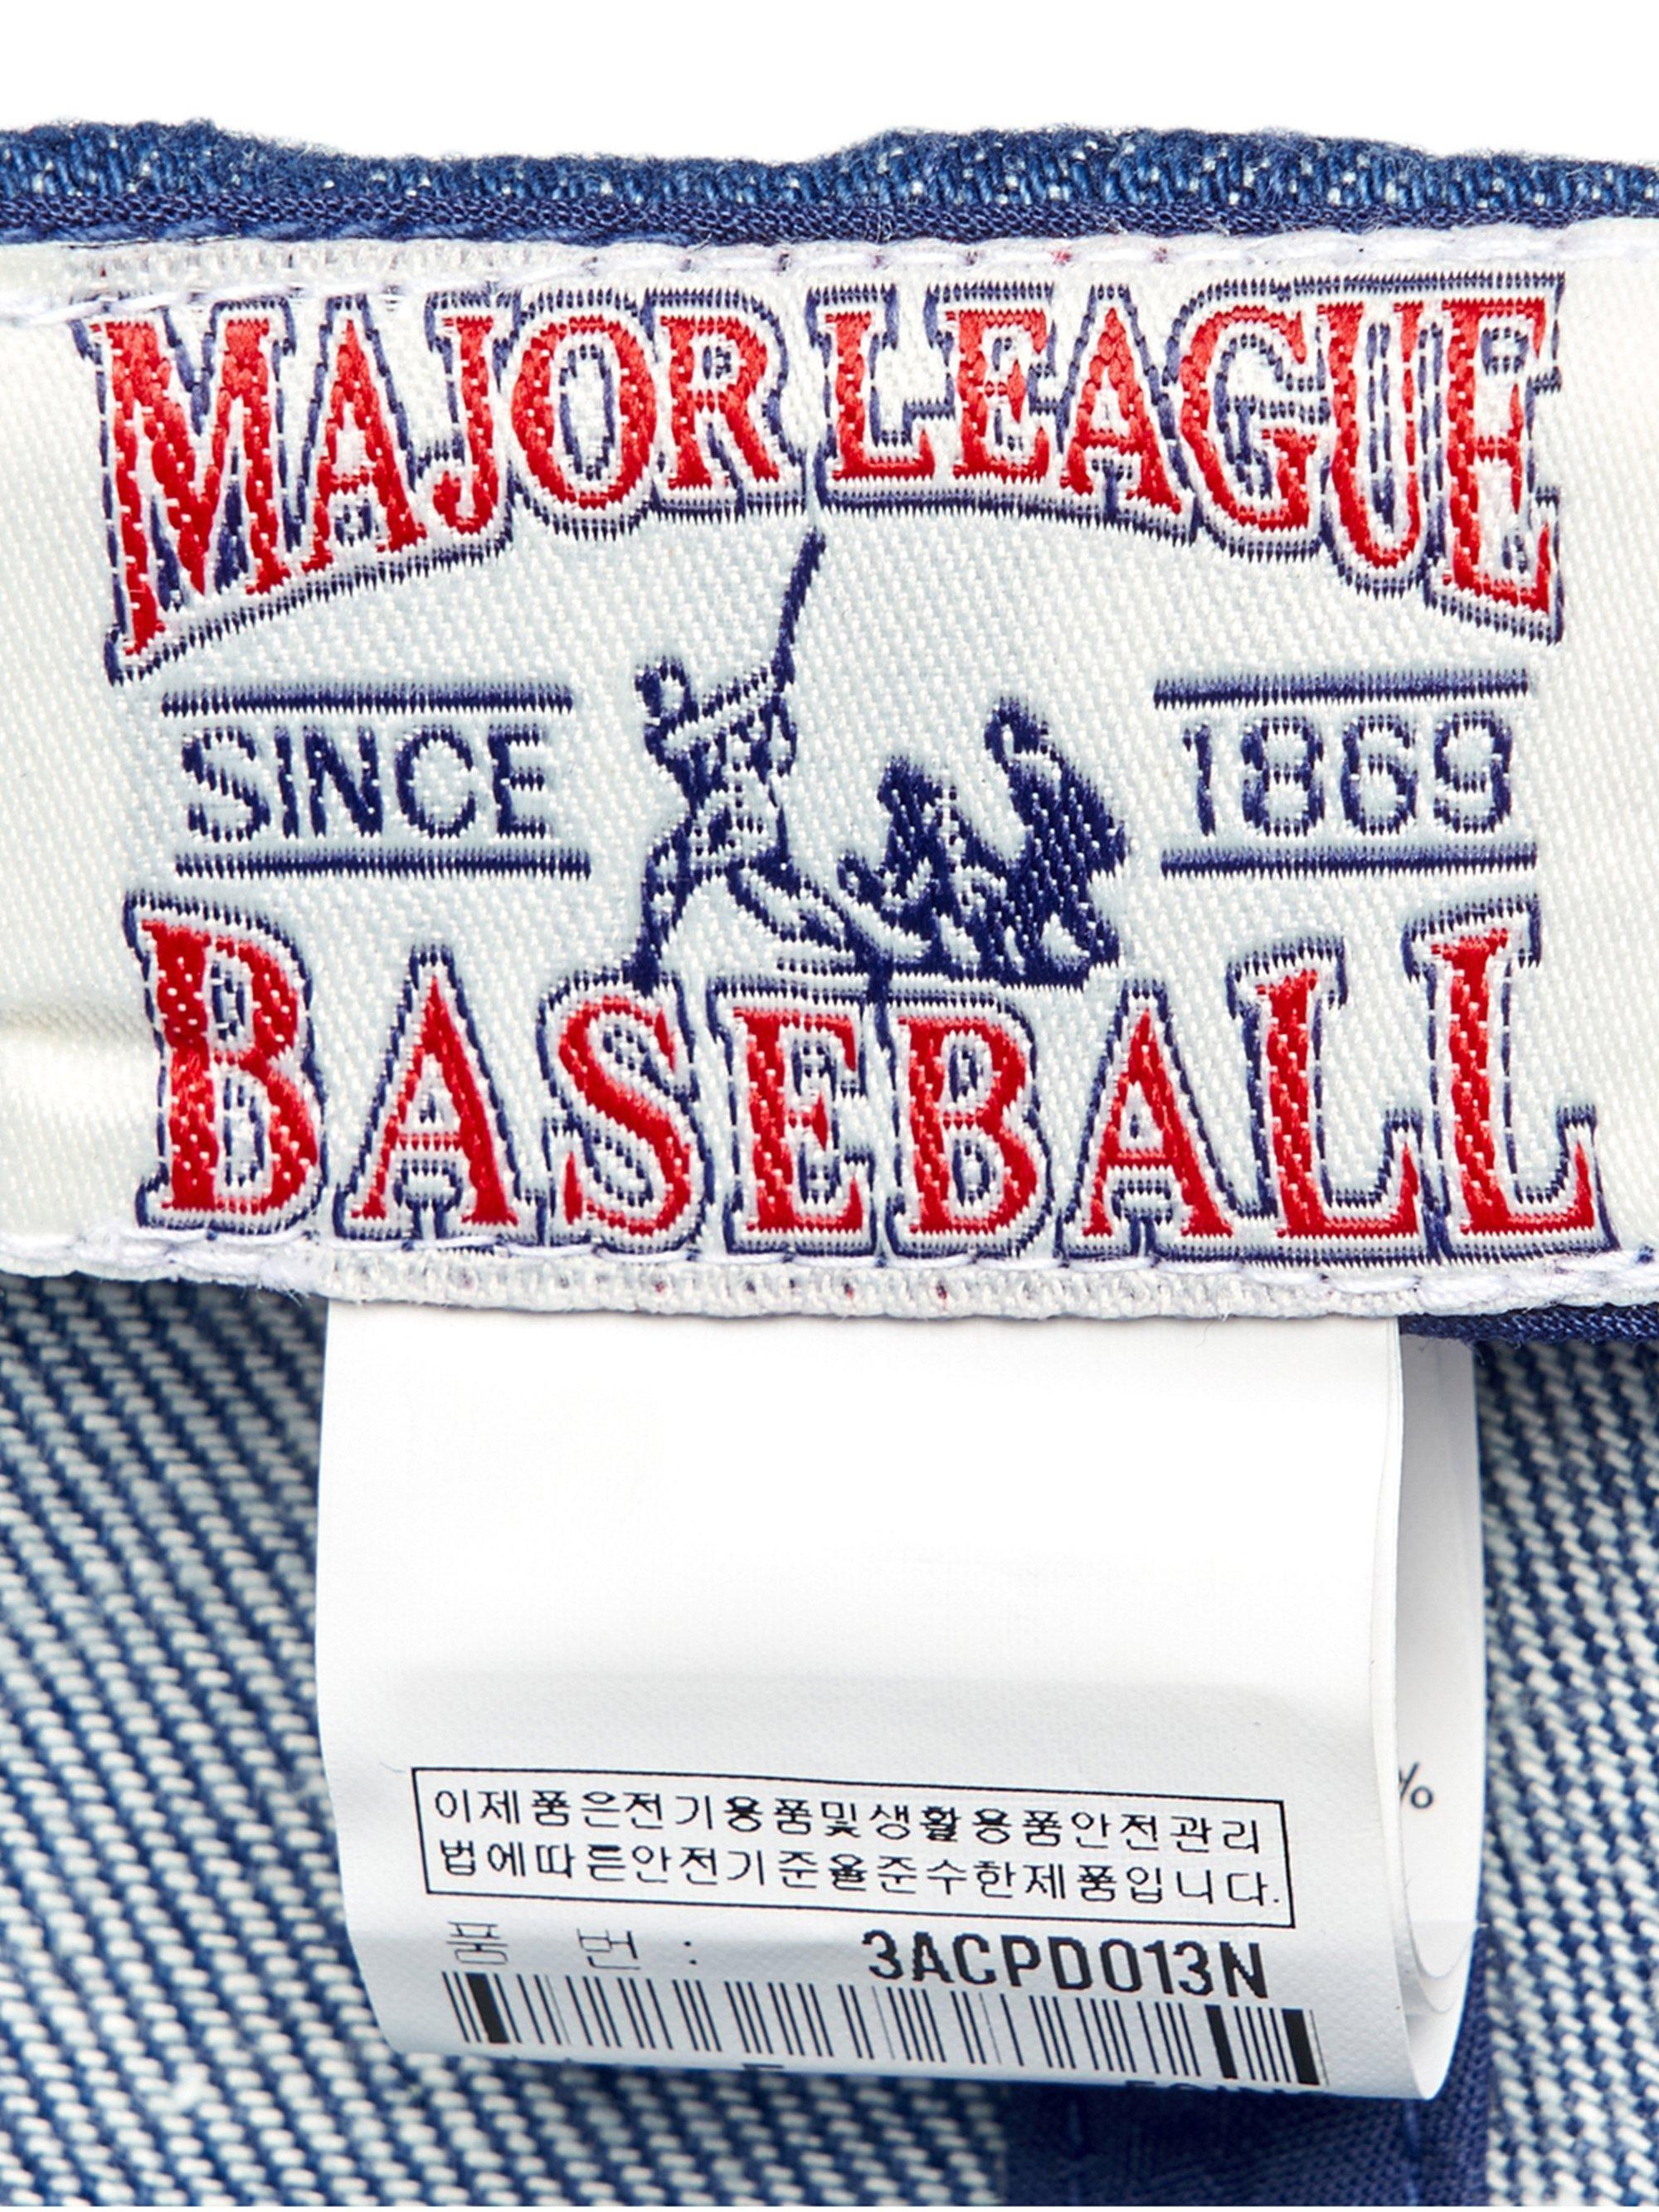 MAJOR LEAGUE
SINCE 1869
BASEBALL
%
이제품은전기용품및생활용품안전관리
법에따른안전기준을준수한제품입니다.
품 번 : 3ACPD013N